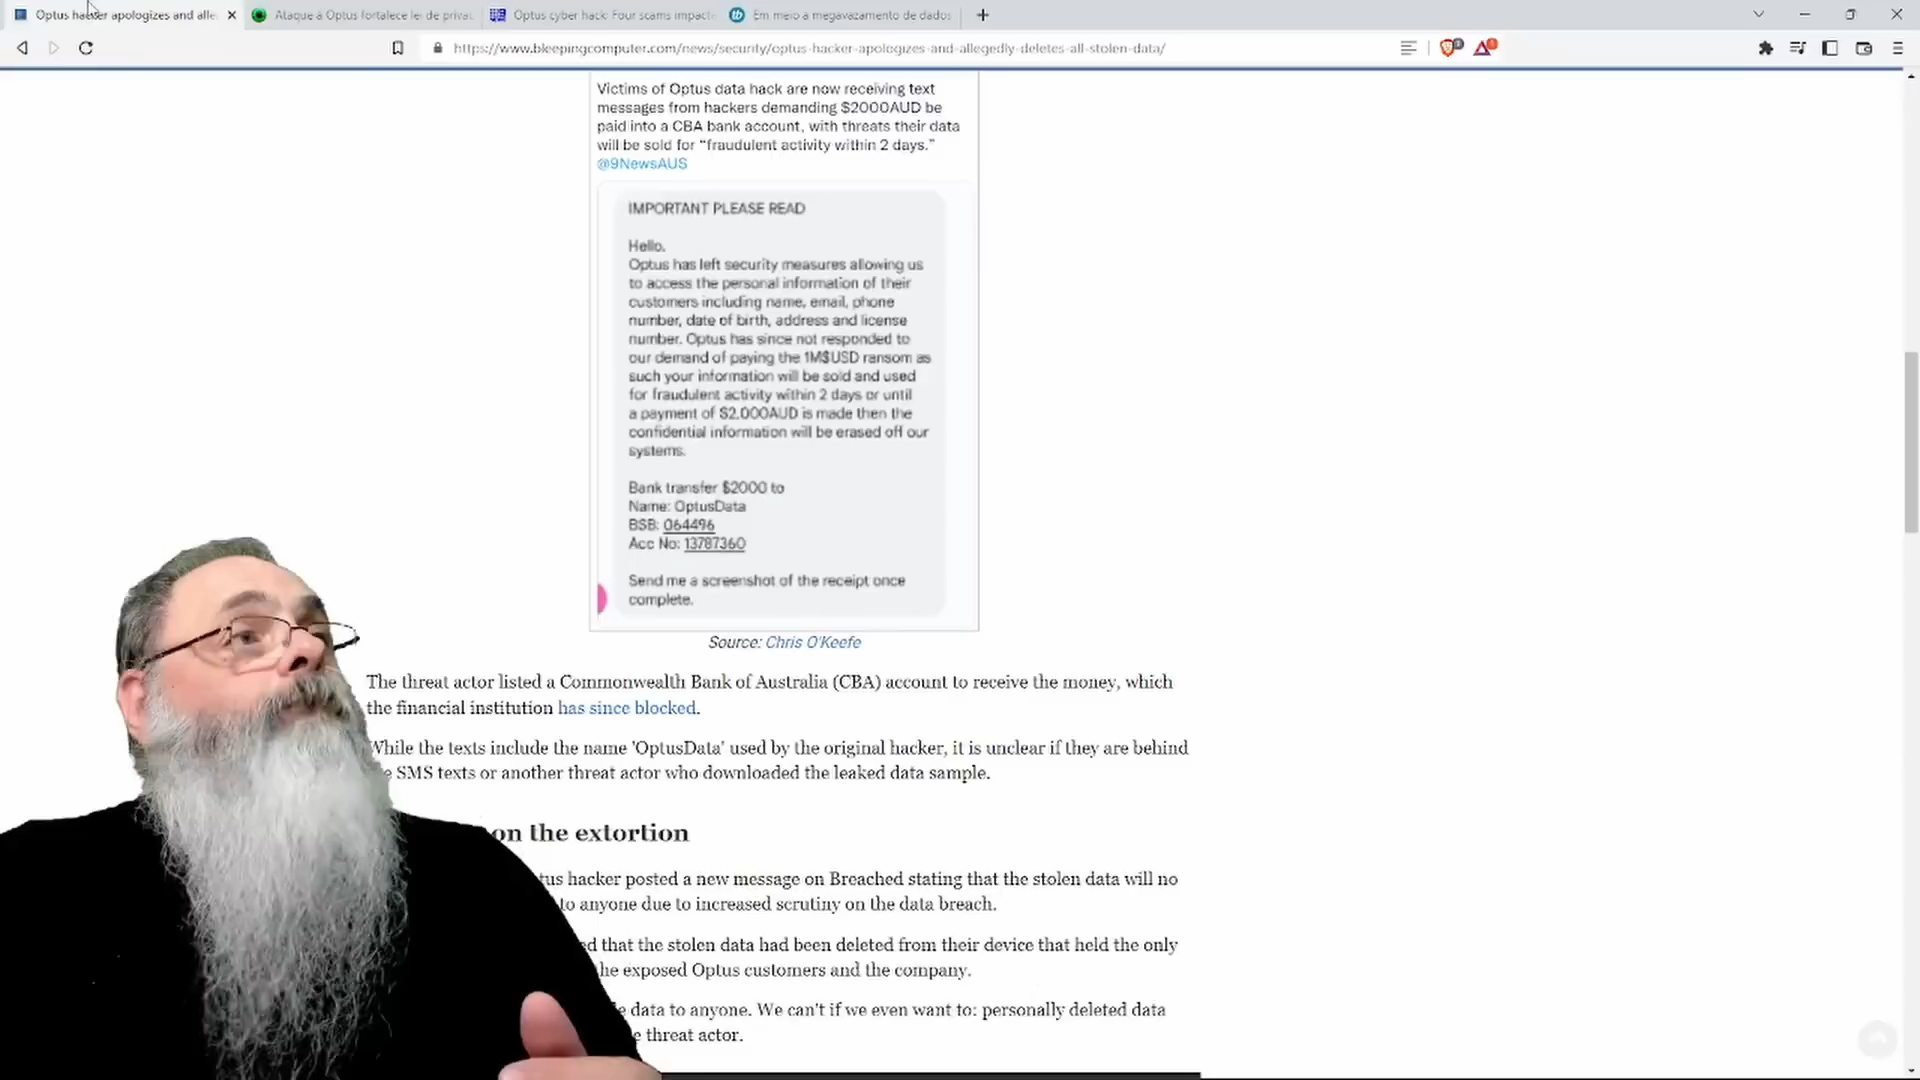 Optus hacker apologizes and alle
Ataque à Optus fortalece lei de privac
Optus cyber hack: Four scams impacte
Em meio a megavazamento de dados
https://www.bleepingcomputer.com/news/security/optus-hacker-apologizes-and-allegedly-deletes-all-stolen-data/
Victims of Optus data hack are now receiving text
messages from hackers demanding $2000AUD be
paid into a CBA bank account, with threats their data
will be sold for “fraudulent activity within 2 days.”
@9NewsAUS
IMPORTANT PLEASE READ
Hello.
Optus has left security measures allowing us
to access the personal information of their
customers including name, email, phone
number, date of birth, address and license
number. Optus has since not responded to
our demand of paying the 1M$USD ransom as
such your information will be sold and used
for fraudulent activity within 2 days or until
a payment of $2,000AUD is made then the
confidential information will be erased off our
systems.
Bank transfer $2000 to
Name: OptusData
BSB: 064496
Acc No: 13787360
Send me a screenshot of the receipt once
complete.
Source: Chris O'Keefe
The threat actor listed a Commonwealth Bank of Australia (CBA) account to receive the money, which
the financial institution has since blocked.
While the texts include the name 'OptusData' used by the original hacker, it is unclear if they are behind
SMS texts or another threat actor who downloaded the leaked data sample.
on the extortion
tus hacker posted a new message on Breached stating that the stolen data will no
to anyone due to increased scrutiny on the data breach.
ed that the stolen data had been deleted from their device that held the only
he exposed Optus customers and the company.
e data to anyone. We can't if we even want to: personally deleted data
e threat actor.